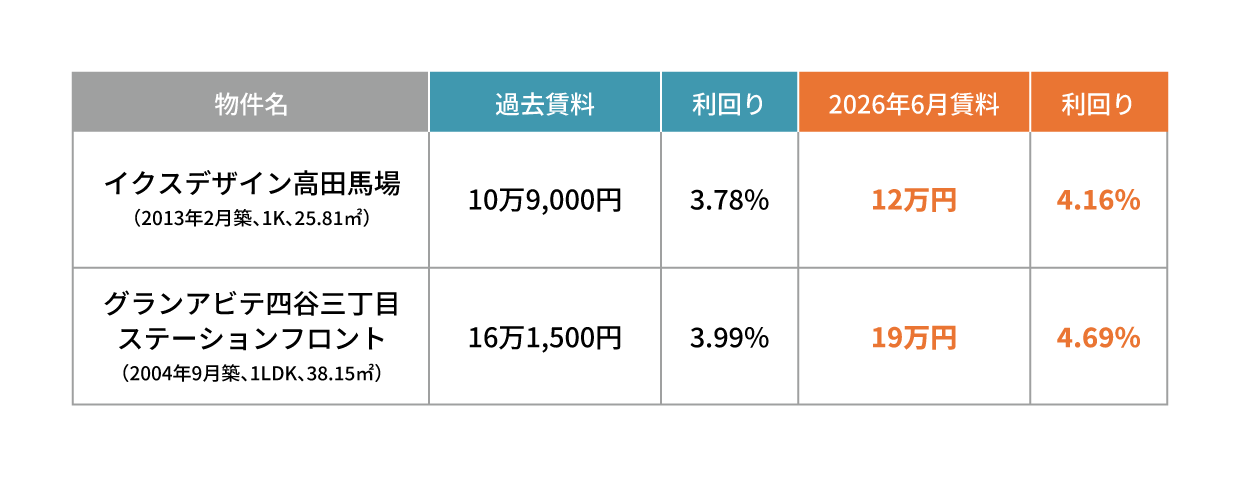 物件名 過去賃料 利回り 2026年6月賃料 利回り
イクスデザイン高田馬場
（2013年2月築、1K、25.81㎡）
10万9,000円 3.78% 12万円 4.16%
グランアビテ四谷三丁目
ステーションフロント
（2004年9月築、1LDK、38.15㎡）
16万1,500円 3.99% 19万円 4.69%